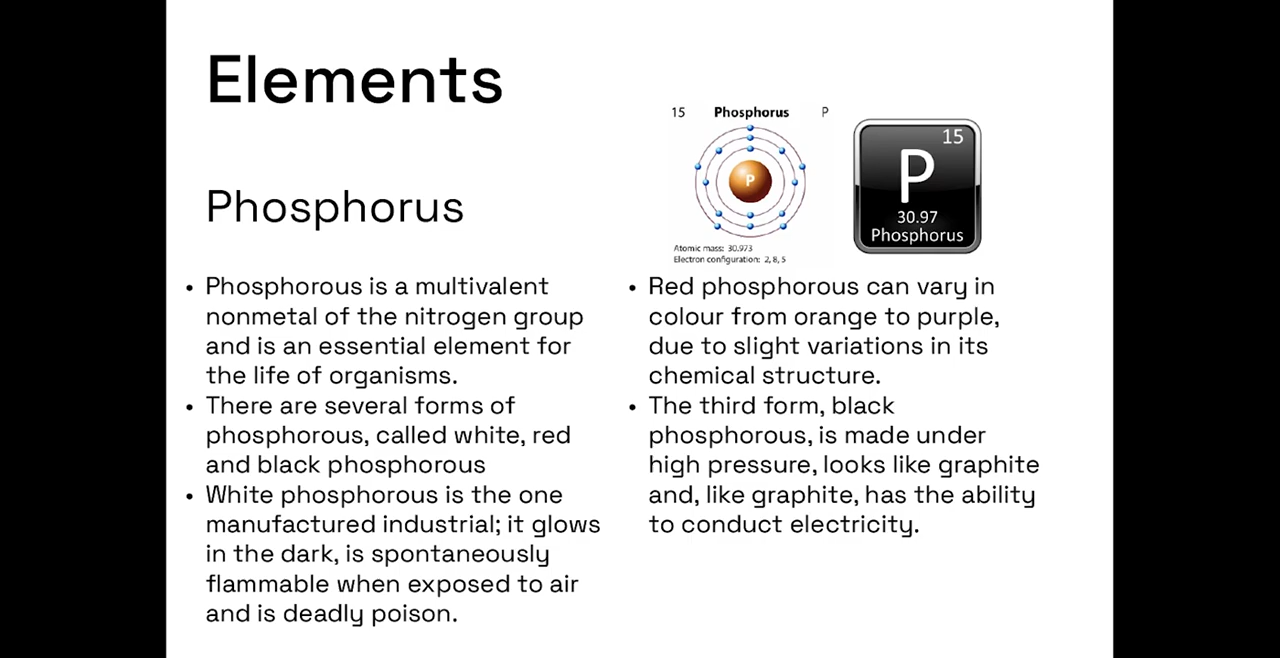 Elements
Phosphorus
15 Phosphorus P
P
Atomic mass: 30.973
Electron configuration: 2, 8, 5
15
P
30.97
Phosphorus
• Phosphorous is a multivalent
nonmetal of the nitrogen group
and is an essential element for
the life of organisms.
• There are several forms of
phosphorous, called white, red
and black phosphorous
• White phosphorous is the one
manufactured industrial; it glows
in the dark, is spontaneously
flammable when exposed to air
and is deadly poison.
• Red phosphorous can vary in
colour from orange to purple,
due to slight variations in its
chemical structure.
• The third form, black
phosphorous, is made under
high pressure, looks like graphite
and, like graphite, has the ability
to conduct electricity.